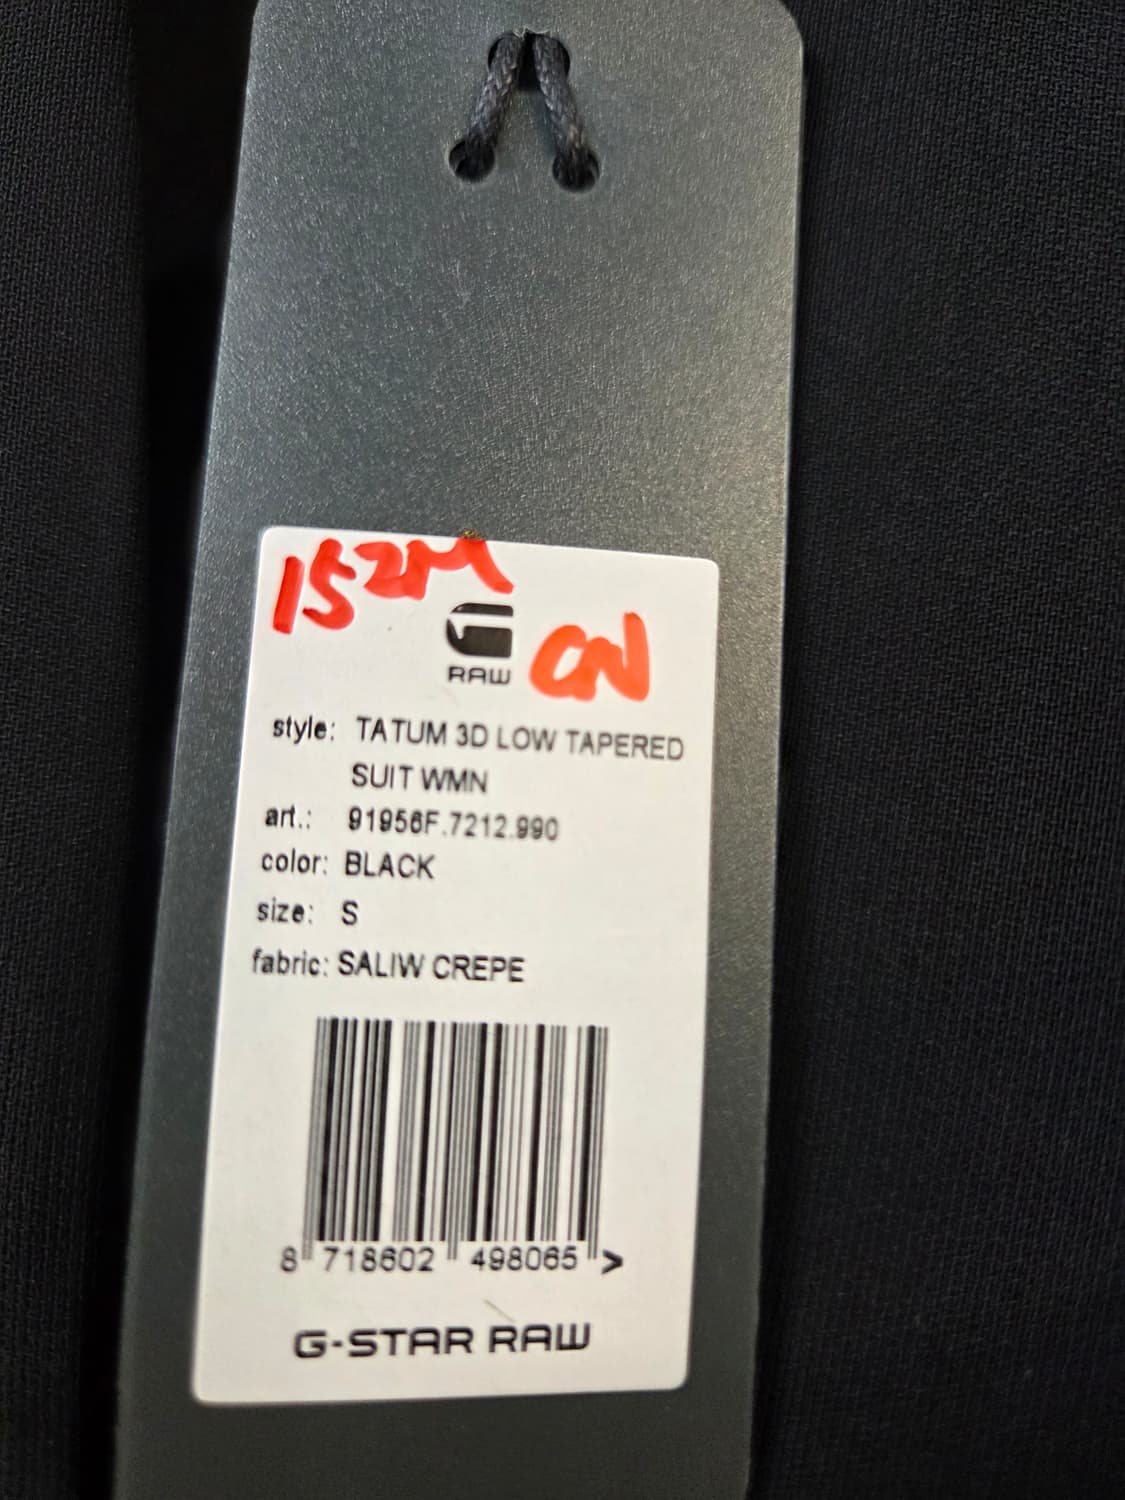 152M
RAW
CN
style: TATUM 3D LOW TAPERED
SUIT WMN
art.: 91956F.7212.990
color: BLACK
size: S
fabric: SALIW CREPE
8 718602 498065 >
G-STAR RAW